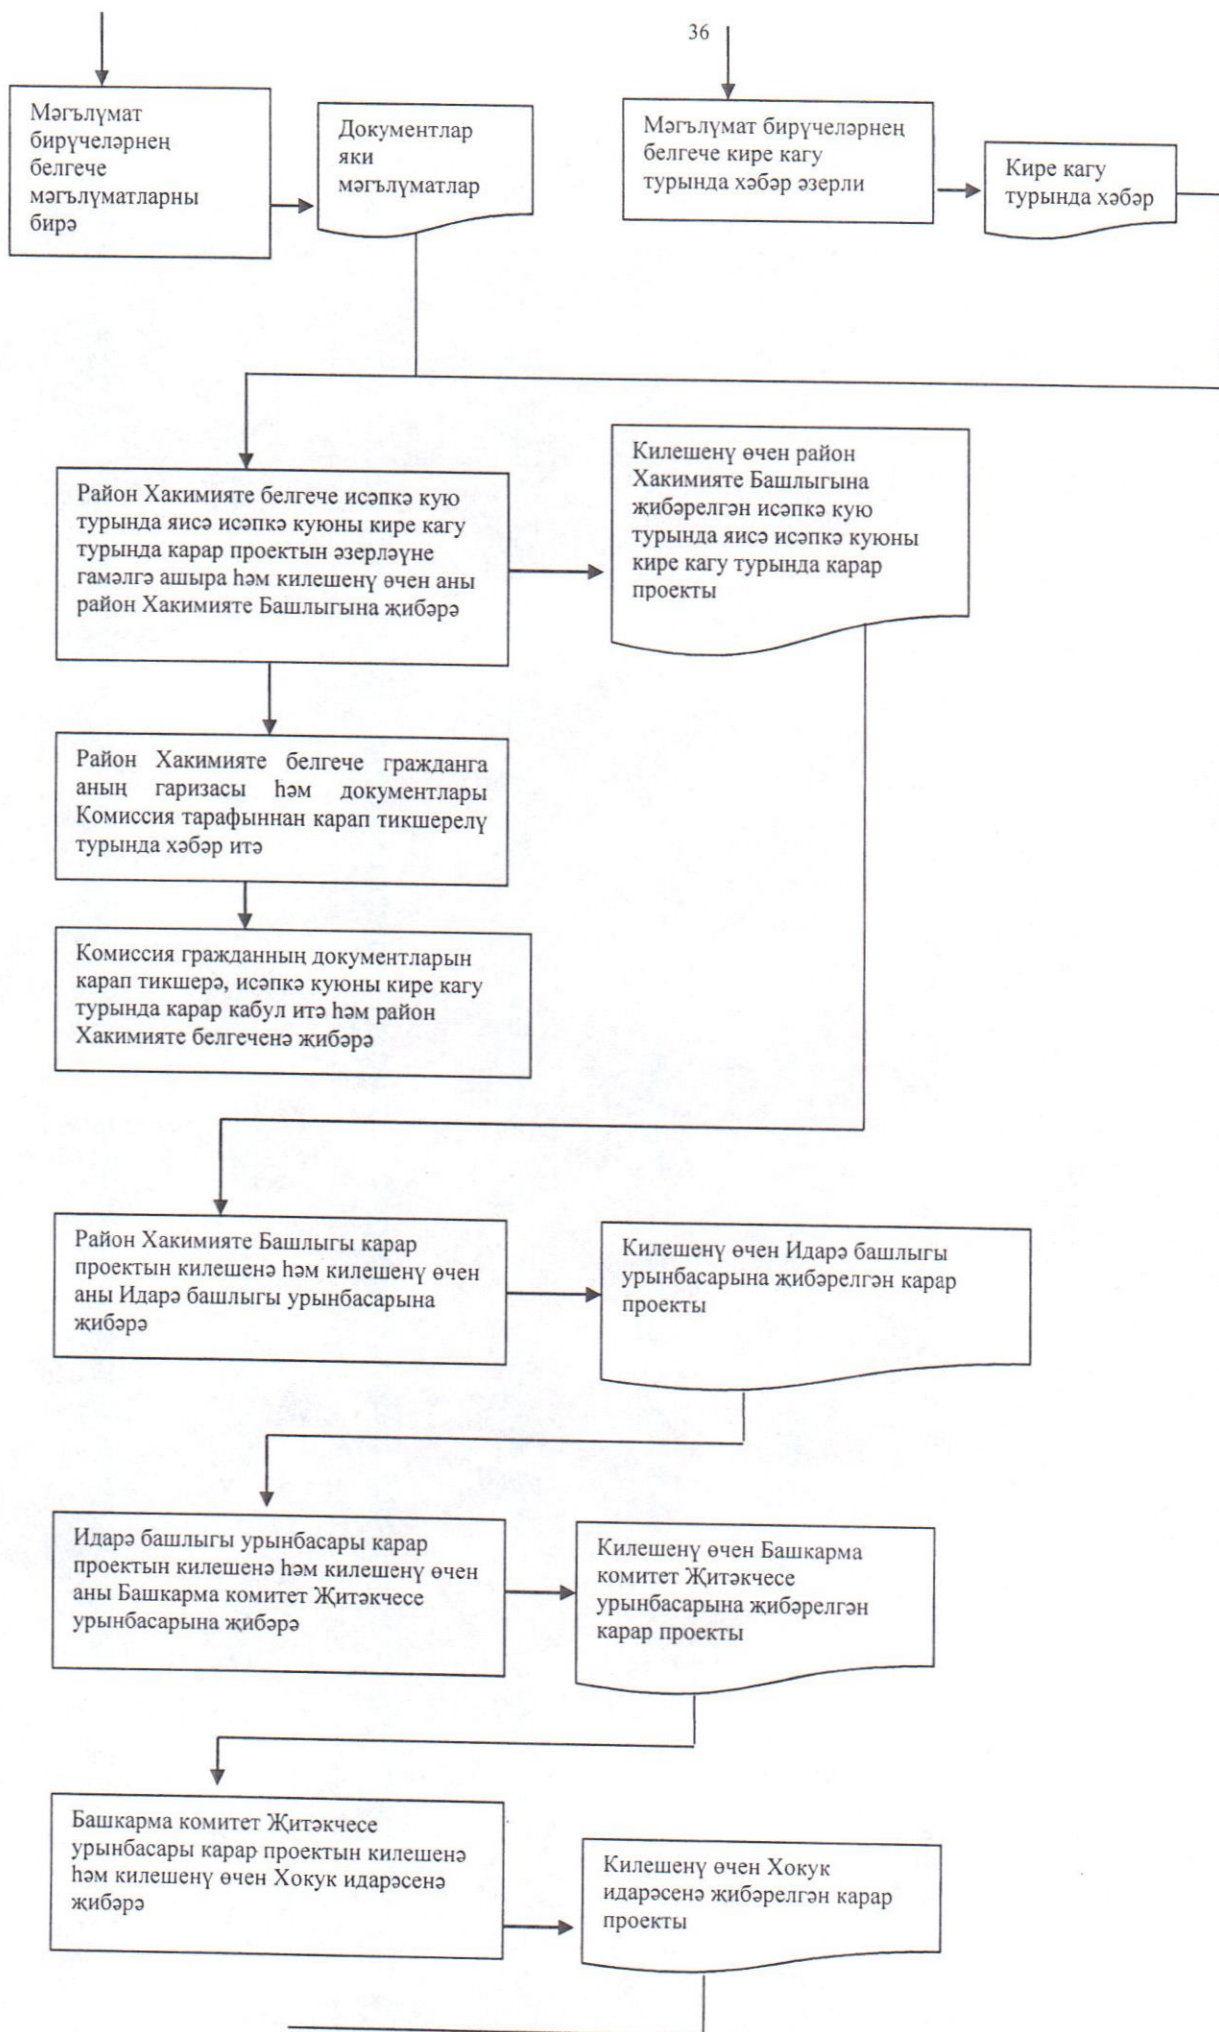 36
Мәгълүмат
бирүчеләрнең
белгече
мәгълүматларны
бирә
Документлар
яки
мәгълүматлар
Мәгълүмат бирүчеләрнең
белгече кире кагу
турында хәбәр әзерли
Кире кагу
турында хәбәр
Район Хакимияте белгече исәпкә кую
турында яисә исәпкә куюны кире кагу
турында карар проектын әзерләүне
гамәлгә ашыра һәм килешенү өчен аны
район Хакимияте Башлыгына җибәрә
Килешенү өчен район
Хакимияте Башлыгына
җибәрелгән исәпкә кую
турында яисә исәпкә куюны
кире кагу турында карар
проекты
Район Хакимияте белгече гражданга
аның гаризасы һәм документлары
Комиссия тарафыннан карап тикшерелү
турында хәбәр итә
Комиссия гражданның документларын
карап тикшерә, исәпкә куюны кире кагу
турында карар кабул итә һәм район
Хакимияте белгеченә җибәрә
Район Хакимияте Башлыгы карар
проектын килешенә һәм килешенү өчен
аны Идарә башлыгы урынбасарына
җибәрә
Килешенү өчен Идарә башлыгы
урынбасарына җибәрелгән карар
проекты
Идарә башлыгы урынбасары карар
проектын килешенә һәм килешенү өчен
аны Башкарма комитет Җитәкчесе
урынбасарына җибәрә
Килешенү өчен Башкарма
комитет Җитәкчесе
урынбасарына җибәрелгән
карар проекты
Башкарма комитет Җитәкчесе
урынбасары карар проектын килешенә
һәм килешенү өчен Хокук идарәсенә
җибәрә
Килешенү өчен Хокук
идарәсенә җибәрелгән карар
проекты